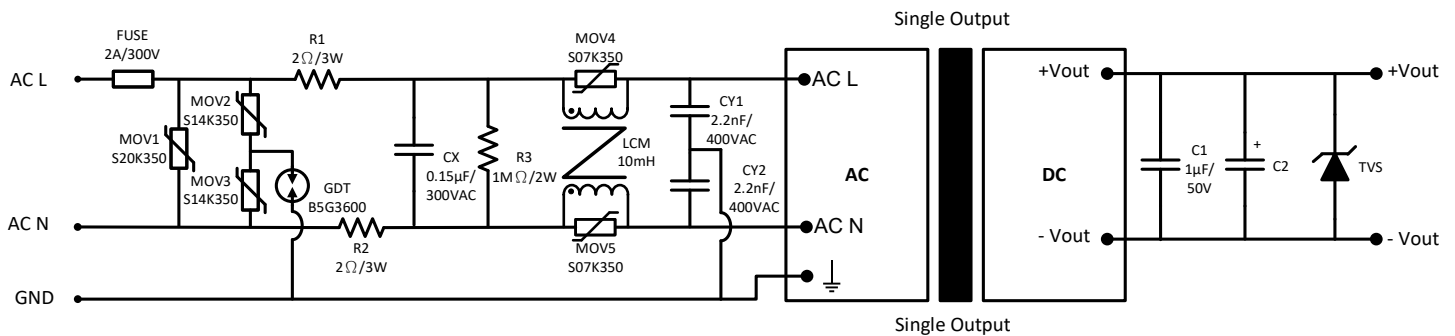 Single Output
FUSE
2A/300V
R1
2Ω/3W
MOV4
S07K350
AC L
AC L
+Vout
+Vout
MOV2
S14K350
CY1
2.2nF/
400VAC
MOV1
S20K350
LCM
10mH
CX
0.15μF/
300VAC
R3
1MΩ/2W
AC
DC
C1
1μF/
50V
+
C2
TVS
MOV3
S14K350
GDT
B5G3600
CY2
2.2nF/
400VAC
AC N
AC N
- Vout
- Vout
R2
2Ω/3W
MOV5
S07K350
GND
Single Output